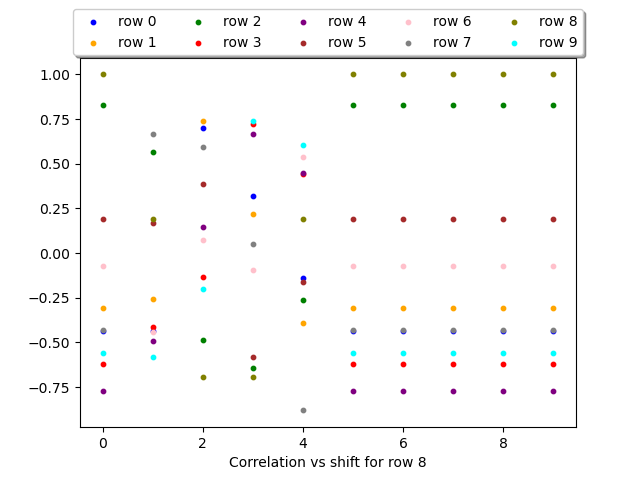 row 0 row 2 row 4 row 6 row 8
row 1 row 3 row 5 row 7 row 9
1.00
0.75
0.50
0.25
0.00
−0.25
−0.50
−0.75
0 2 4 6 8
Correlation vs shift for row 8